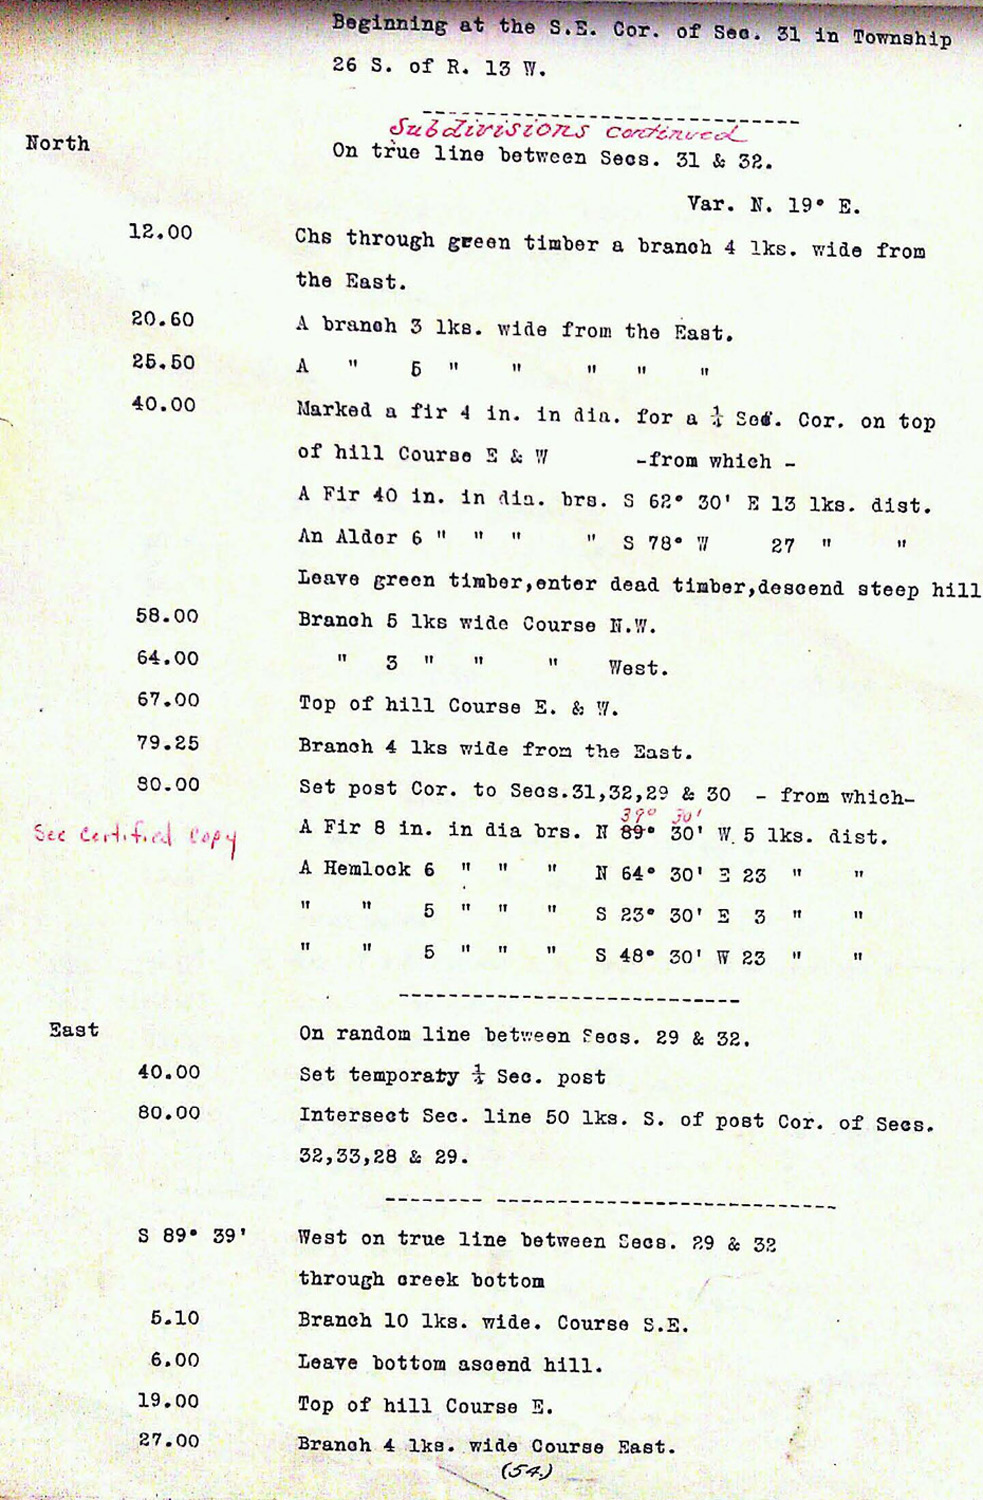 Beginning at the S.E. Cor. of Sec. 31 in Township
26 S. of R. 13 W.
Subdivisions continued
North On true line between Secs. 31 & 32.
Var. N. 19° E.
12.00 Chs through green timber a branch 4 lks. wide from
the East.
20.60 A branch 3 lks. wide from the East.
25.50 A " 5 " " " " "
40.00 Marked a fir 4 in. in dia. for a ¼ Sec. Cor. on top
of hill Course E & W -from which -
A Fir 40 in. in dia. brs. S 62° 30' E 13 lks. dist.
An Alder 6 " " " " S 78° W 27 " "
Leave green timber,enter dead timber,descend steep hill
58.00 Branch 5 lks wide Course N.W.
64.00 " 3 " " " West.
67.00 Top of hill Course E. & W.
79.25 Branch 4 lks wide from the East.
80.00 Set post Cor. to Secs.31,32,29 & 30 - from which-
39° 30'
See certified copy A Fir 8 in. in dia brs. N 89° 30' W. 5 lks. dist.
A Hemlock 6 " " " N 64° 30' E 23 " "
" " 5 " " " S 23° 30' E 3 " "
" " 5 " " " S 48° 30' W 23 " "
East On random line between Secs. 29 & 32.
40.00 Set temporaty ¼ Sec. post
80.00 Intersect Sec. line 50 lks. S. of post Cor. of Secs.
32,33,28 & 29.
S 89° 39' West on true line between Secs. 29 & 32
through creek bottom
5.10 Branch 10 lks. wide. Course S.E.
6.00 Leave bottom ascend hill.
19.00 Top of hill Course E.
27.00 Branch 4 lks. wide Course East.
(54.)